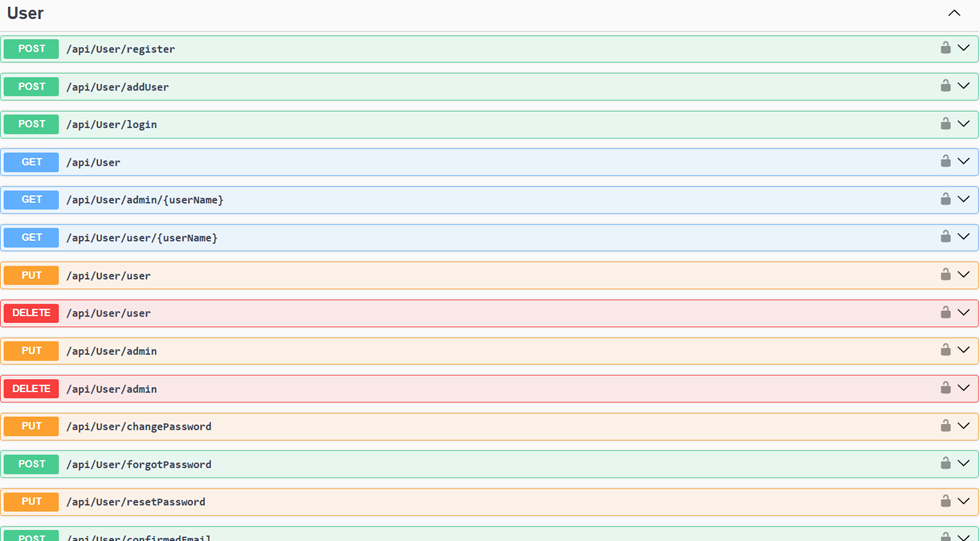 User
POST /api/User/register
POST /api/User/addUser
POST /api/User/login
GET /api/User
GET /api/User/admin/{userName}
GET /api/User/user/{userName}
PUT /api/User/user
DELETE /api/User/user
PUT /api/User/admin
DELETE /api/User/admin
PUT /api/User/changePassword
POST /api/User/forgotPassword
PUT /api/User/resetPassword
POST /api/User/confirmedEmail